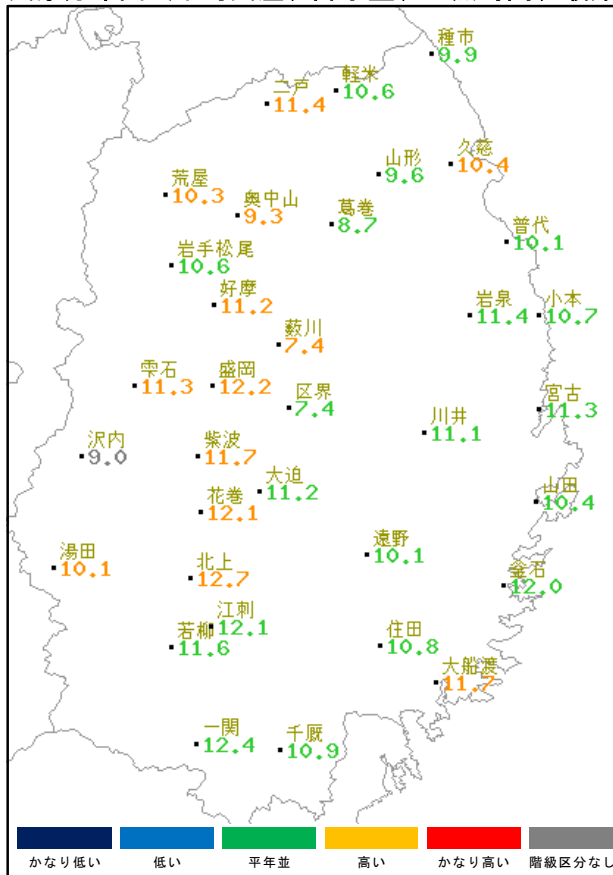 種市
9.9
軽米
10.6
二戸
11.4
山形
9.6
久慈
10.4
荒屋
10.3
奥中山
9.3
葛巻
8.7
普代
10.1
岩手松尾
10.6
好摩
11.2
岩泉
11.4
小本
10.7
薮川
7.4
雫石
11.3
盛岡
12.2
区界
7.4
宮古
11.3
川井
11.1
沢内
9.0
紫波
11.7
大迫
11.2
花巻
12.1
山田
10.4
湯田
10.1
遠野
10.1
北上
12.7
釜石
12.0
江刺
12.1
若柳
11.6
住田
10.8
大船渡
11.7
一関
12.4
千厩
10.9
かなり低い
低い
平年並
高い
かなり高い
階級区分なし